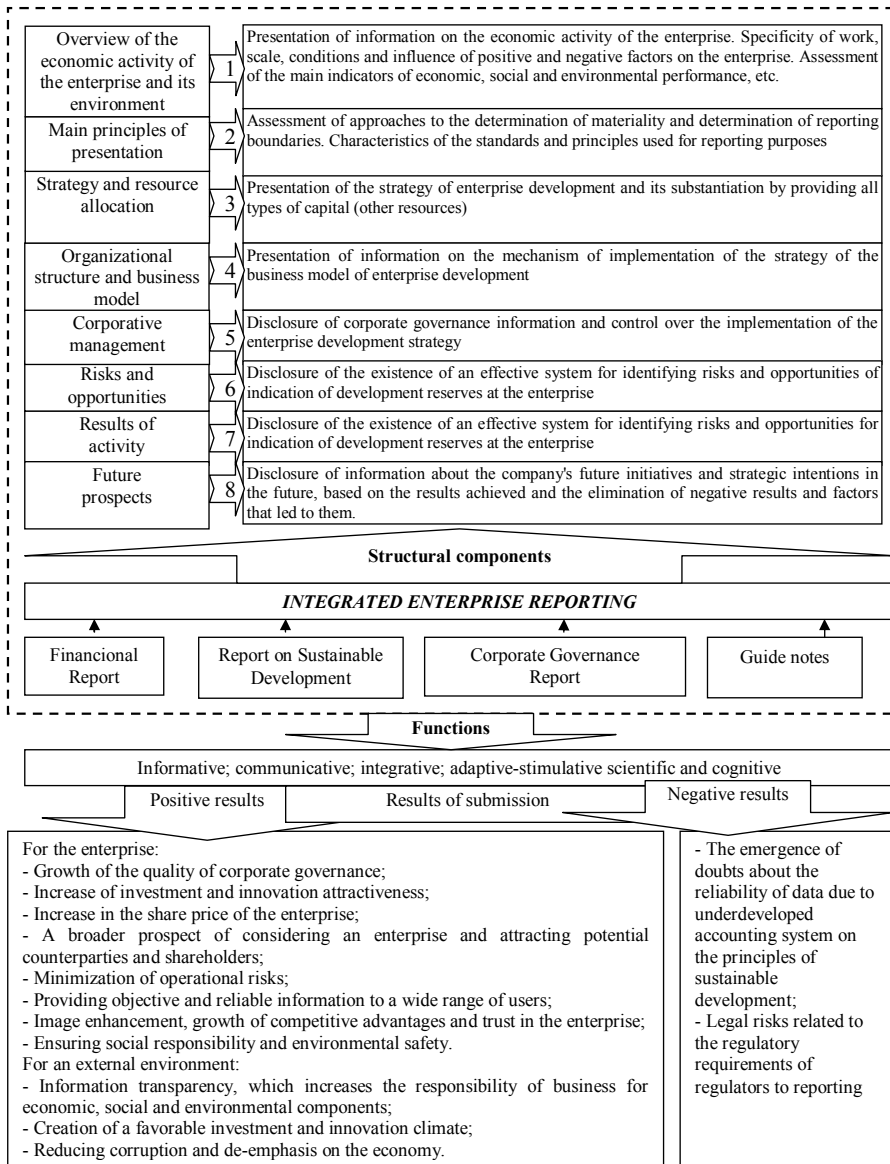 Overview of the
economic activity of
the enterprise and its
environment
1
Presentation of information on the economic activity of the enterprise. Specificity of work,
scale, conditions and influence of positive and negative factors on the enterprise. Assessment
of the main indicators of economic, social and environmental performance, etc.
Main principles of
presentation
2
Assessment of approaches to the determination of materiality and determination of reporting
boundaries. Characteristics of the standards and principles used for reporting purposes
Strategy and resource
allocation
3
Presentation of the strategy of enterprise development and its substantiation by providing all
types of capital (other resources)
Organizational
structure and business
model
4
Presentation of information on the mechanism of implementation of the strategy of the
business model of enterprise development
Corporative
management
5
Disclosure of corporate governance information and control over the implementation of the
enterprise development strategy
Risks and
opportunities
6
Disclosure of the existence of an effective system for identifying risks and opportunities of
indication of development reserves at the enterprise
Results of
activity
7
Disclosure of the existence of an effective system for identifying risks and opportunities for
indication of development reserves at the enterprise
Future
prospects
8
Disclosure of information about the company's future initiatives and strategic intentions in
the future, based on the results achieved and the elimination of negative results and factors
that led to them.
Structural components
INTEGRATED ENTERPRISE REPORTING
Financional
Report
Report on Sustainable
Development
Corporate Governance
Report
Guide notes
Functions
Informative; communicative; integrative; adaptive-stimulative scientific and cognitive
Positive results
Results of submission
Negative results
For the enterprise:
- Growth of the quality of corporate governance;
- Increase of investment and innovation attractiveness;
- Increase in the share price of the enterprise;
- A broader prospect of considering an enterprise and attracting potential
counterparties and shareholders;
- Minimization of operational risks;
- Providing objective and reliable information to a wide range of users;
- Image enhancement, growth of competitive advantages and trust in the enterprise;
- Ensuring social responsibility and environmental safety.
For an external environment:
- Information transparency, which increases the responsibility of business for
economic, social and environmental components;
- Creation of a favorable investment and innovation climate;
- Reducing corruption and de-emphasis on the economy.
- The emergence of
doubts about the
reliability of data due to
underdeveloped
accounting system on
the principles of
sustainable
development;
- Legal risks related to
the regulatory
requirements of
regulators to reporting